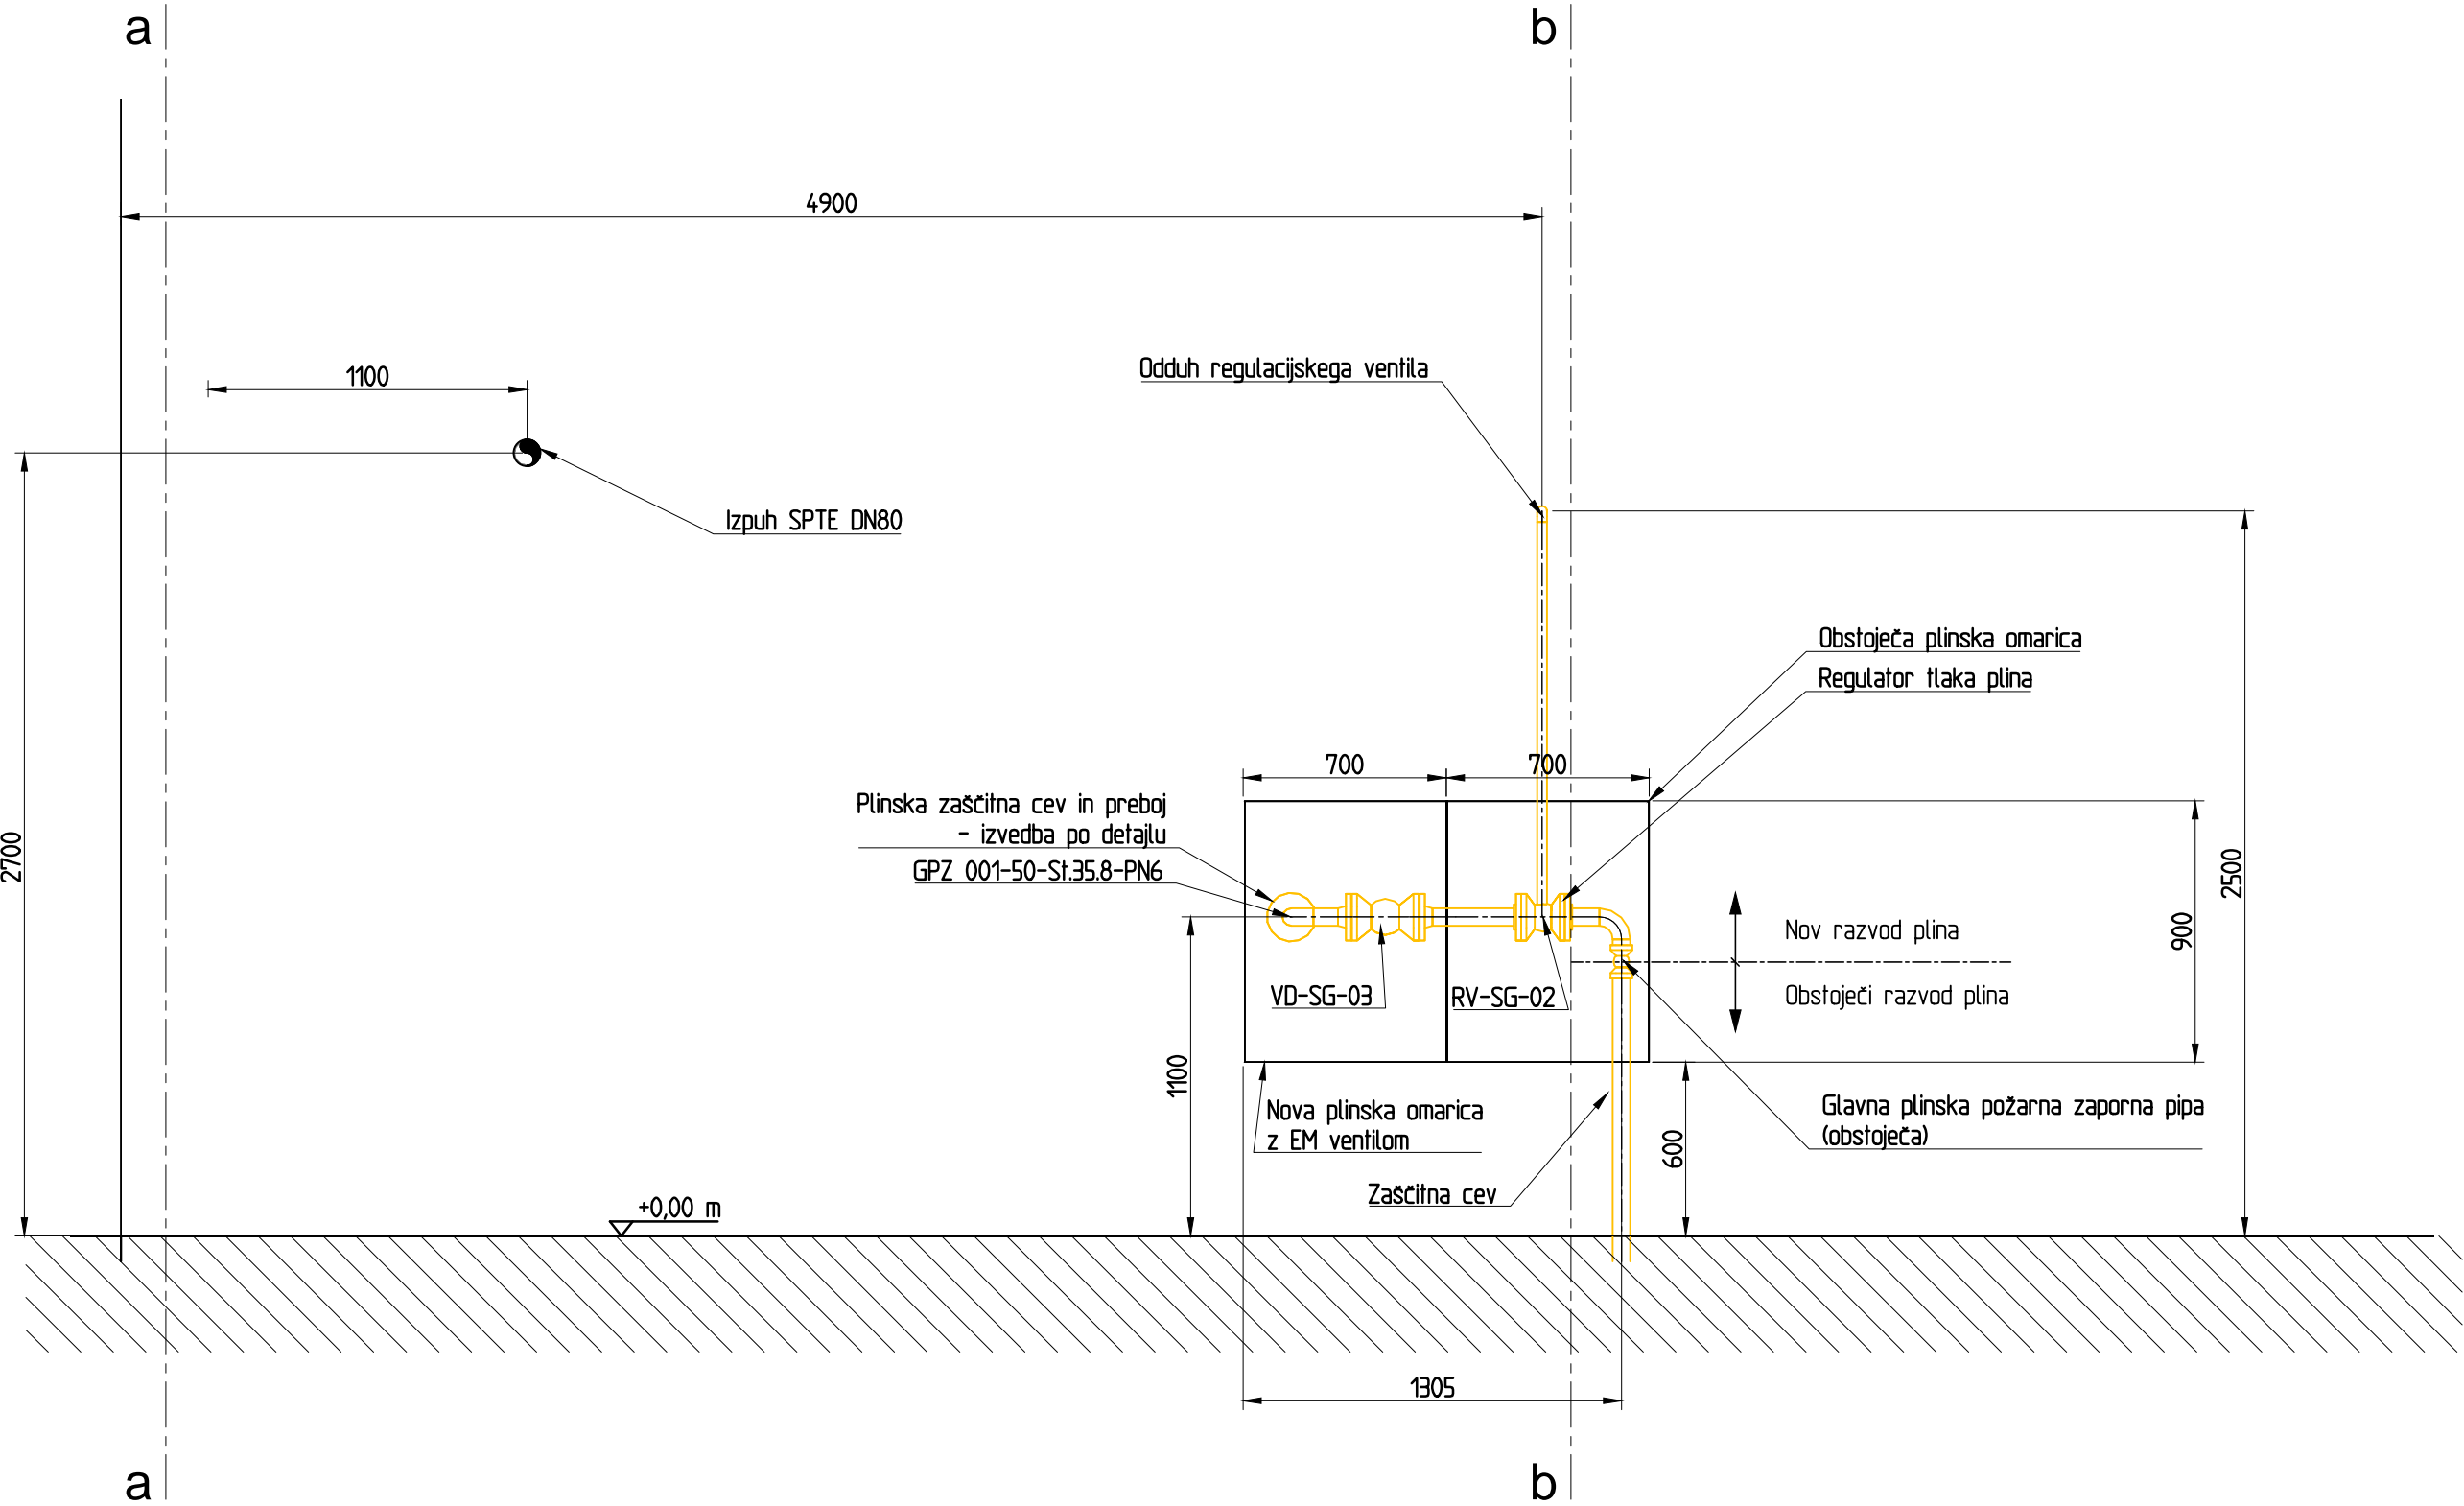 a
b
4900
1100
Odduh regulacijskega ventila
Izpuh SPTE DN80
Obstoječa plinska omarica
Regulator tlaka plina
700
700
Plinska zaščitna cev in preboj
- izvedba po detajlu
GPZ 001-50-St.35.8-PN6
2700
2500
900
Nov razvod plina
VD-SG-03
RV-SG-02
Obstoječi razvod plina
1100
Nova plinska omarica
z EM ventilom
Glavna plinska požarna zaporna pipa
(obstoječa)
600
Zaščitna cev
+0,00 m
1305
a
b